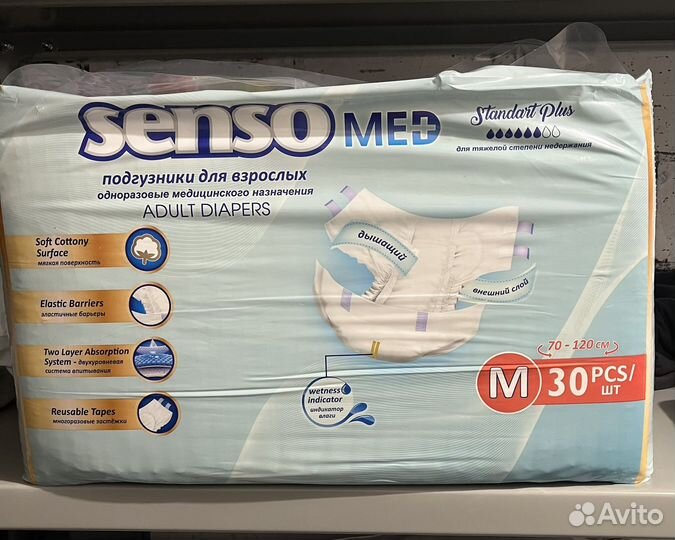 senso MED
Standart Plus
для тяжелой степени недержания
подгузники для взрослых
одноразовые медицинского назначения
ADULT DIAPERS
Soft Cottony
Surface
мягкая поверхность
Elastic Barriers
эластичные барьеры
Two Layer Absorption
System - двухуровневая
система впитывания
Reusable Tapes
многоразовые застёжки
дышащий
внешний слой
wetness
indicator
индикатор
влаги
70 - 120 см
M 30 PCS/
шт
Avito